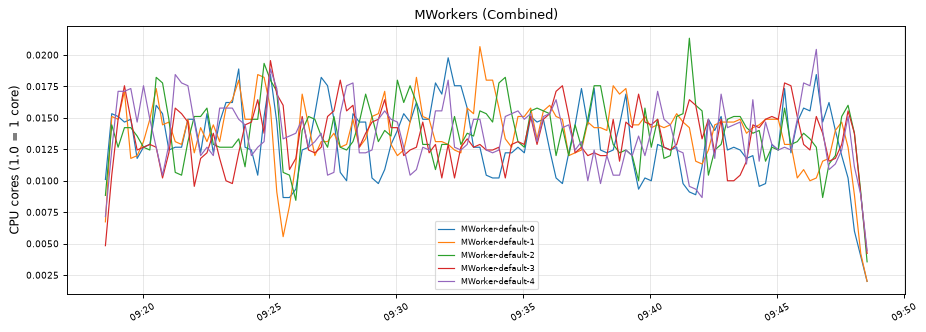 MWorkers (Combined)
CPU cores (1.0 = 1 core)
0.0200
0.0175
0.0150
0.0125
0.0100
0.0075
0.0050
0.0025
MWorker-default-0
MWorker-default-1
MWorker-default-2
MWorker-default-3
MWorker-default-4
09:20
09:25
09:30
09:35
09:40
09:45
09:50